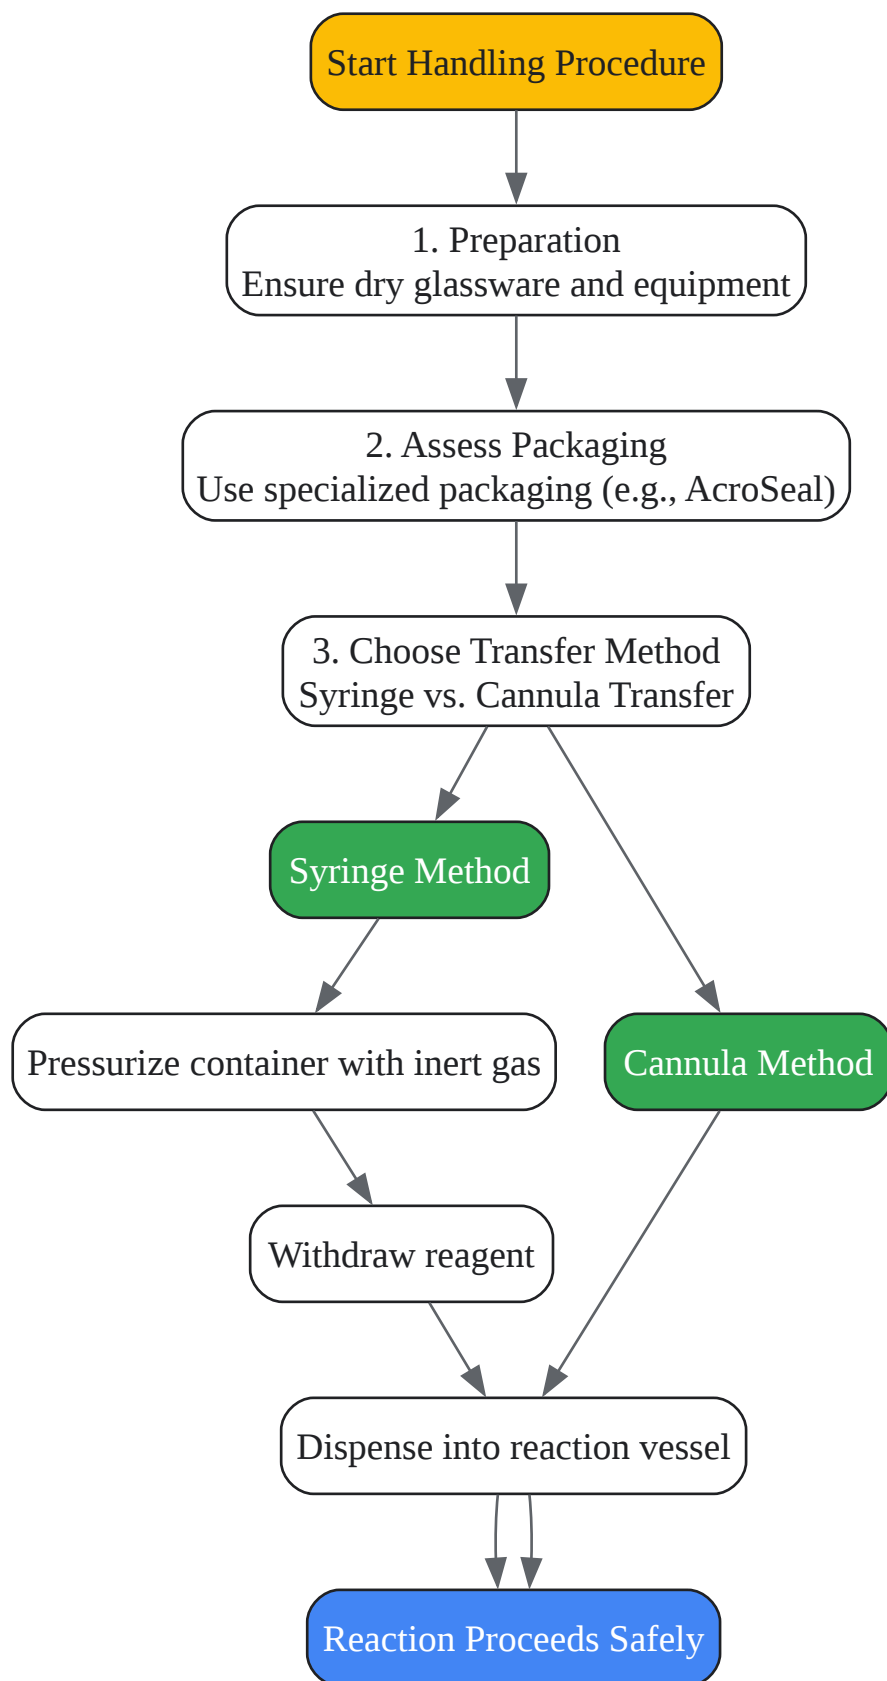 Start Handling Procedure
1. Preparation
Ensure dry glassware and equipment
2. Assess Packaging
Use specialized packaging (e.g., AcroSeal)
3. Choose Transfer Method
Syringe vs. Cannula Transfer
Syringe Method
Pressurize container with inert gas
Cannula Method
Withdraw reagent
Dispense into reaction vessel
Reaction Proceeds Safely